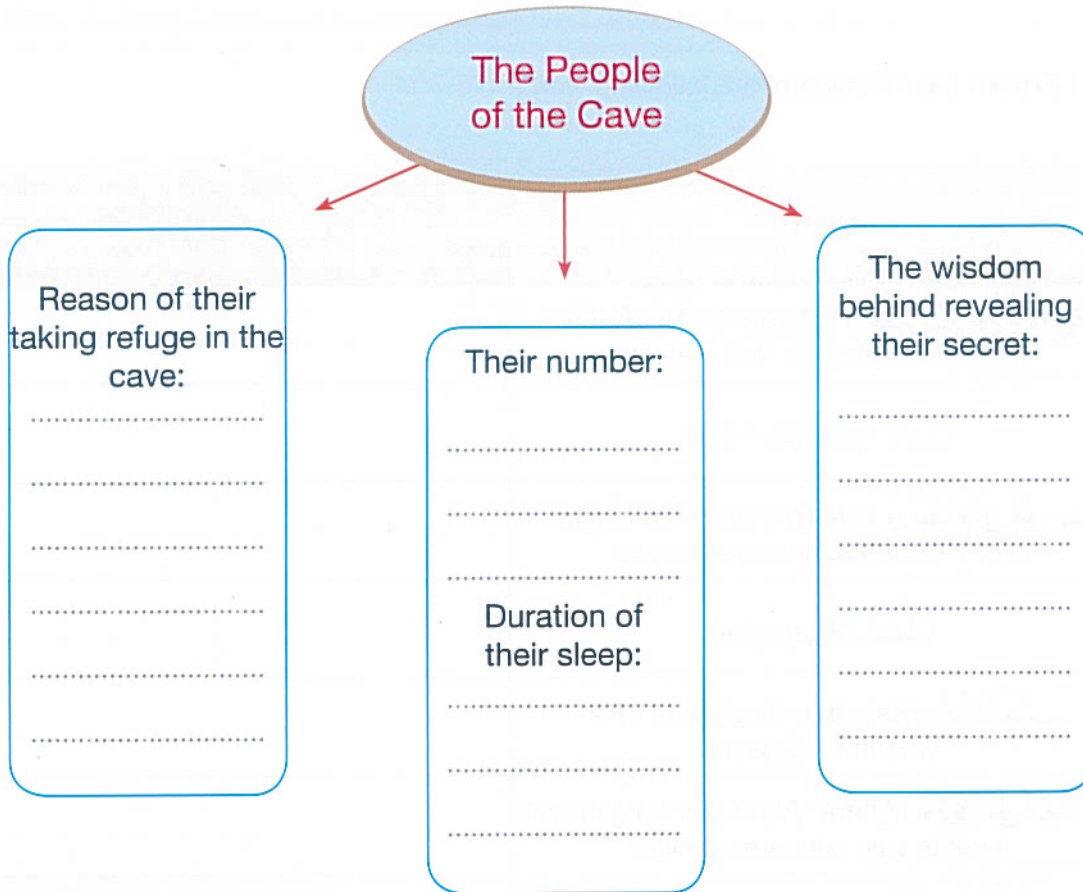 The People
of the Cave
Reason of their
taking refuge in the
cave:
Their number:
Duration of
their sleep:
The wisdom
behind revealing
their secret: